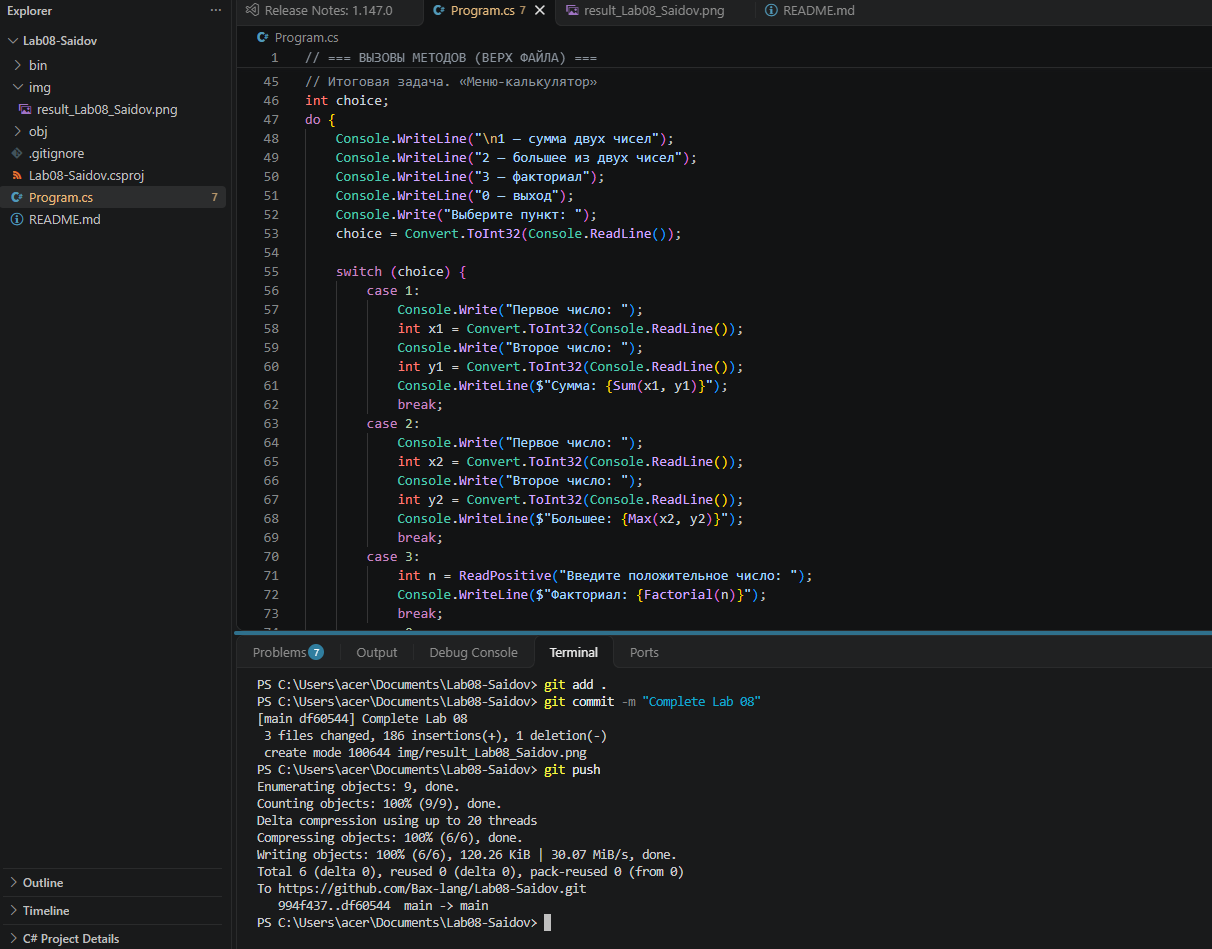 Explorer
Lab08-Saidov
bin
img
result_Lab08_Saidov.png
obj
.gitignore
Lab08-Saidov.csproj
Program.cs 7
README.md
Outline
Timeline
C# Project Details
Release Notes: 1.147.0
Program.cs 7
result_Lab08_Saidov.png
README.md
Program.cs
1 // === ВЫЗОВЫ МЕТОДОВ (ВЕРХ ФАЙЛА) ===
45 // Итоговая задача. «Меню-калькулятор»
46 int choice;
47 do {
48 Console.WriteLine("\n1 — сумма двух чисел");
49 Console.WriteLine("2 — большее из двух чисел");
50 Console.WriteLine("3 — факториал");
51 Console.WriteLine("0 — выход");
52 Console.Write("Выберите пункт: ");
53 choice = Convert.ToInt32(Console.ReadLine());
54
55 switch (choice) {
56 case 1:
57 Console.Write("Первое число: ");
58 int x1 = Convert.ToInt32(Console.ReadLine());
59 Console.Write("Второе число: ");
60 int y1 = Convert.ToInt32(Console.ReadLine());
61 Console.WriteLine($"Сумма: {Sum(x1, y1)}");
62 break;
63 case 2:
64 Console.Write("Первое число: ");
65 int x2 = Convert.ToInt32(Console.ReadLine());
66 Console.Write("Второе число: ");
67 int y2 = Convert.ToInt32(Console.ReadLine());
68 Console.WriteLine($"Большее: {Max(x2, y2)}");
69 break;
70 case 3:
71 int n = ReadPositive("Введите положительное число: ");
72 Console.WriteLine($"Факториал: {Factorial(n)}");
73 break;
Problems 7
Output
Debug Console
Terminal
Ports
PS C:\Users\acer\Documents\Lab08-Saidov> git add .
PS C:\Users\acer\Documents\Lab08-Saidov> git commit -m "Complete Lab 08"
[main df60544] Complete Lab 08
3 files changed, 186 insertions(+), 1 deletion(-)
create mode 100644 img/result_Lab08_Saidov.png
PS C:\Users\acer\Documents\Lab08-Saidov> git push
Enumerating objects: 9, done.
Counting objects: 100% (9/9), done.
Delta compression using up to 20 threads
Compressing objects: 100% (6/6), done.
Writing objects: 100% (6/6), 120.26 KiB | 30.07 MiB/s, done.
Total 6 (delta 0), reused 0 (delta 0), pack-reused 0 (from 0)
To https://github.com/Bax-lang/Lab08-Saidov.git
994f437..df60544 main -> main
PS C:\Users\acer\Documents\Lab08-Saidov>